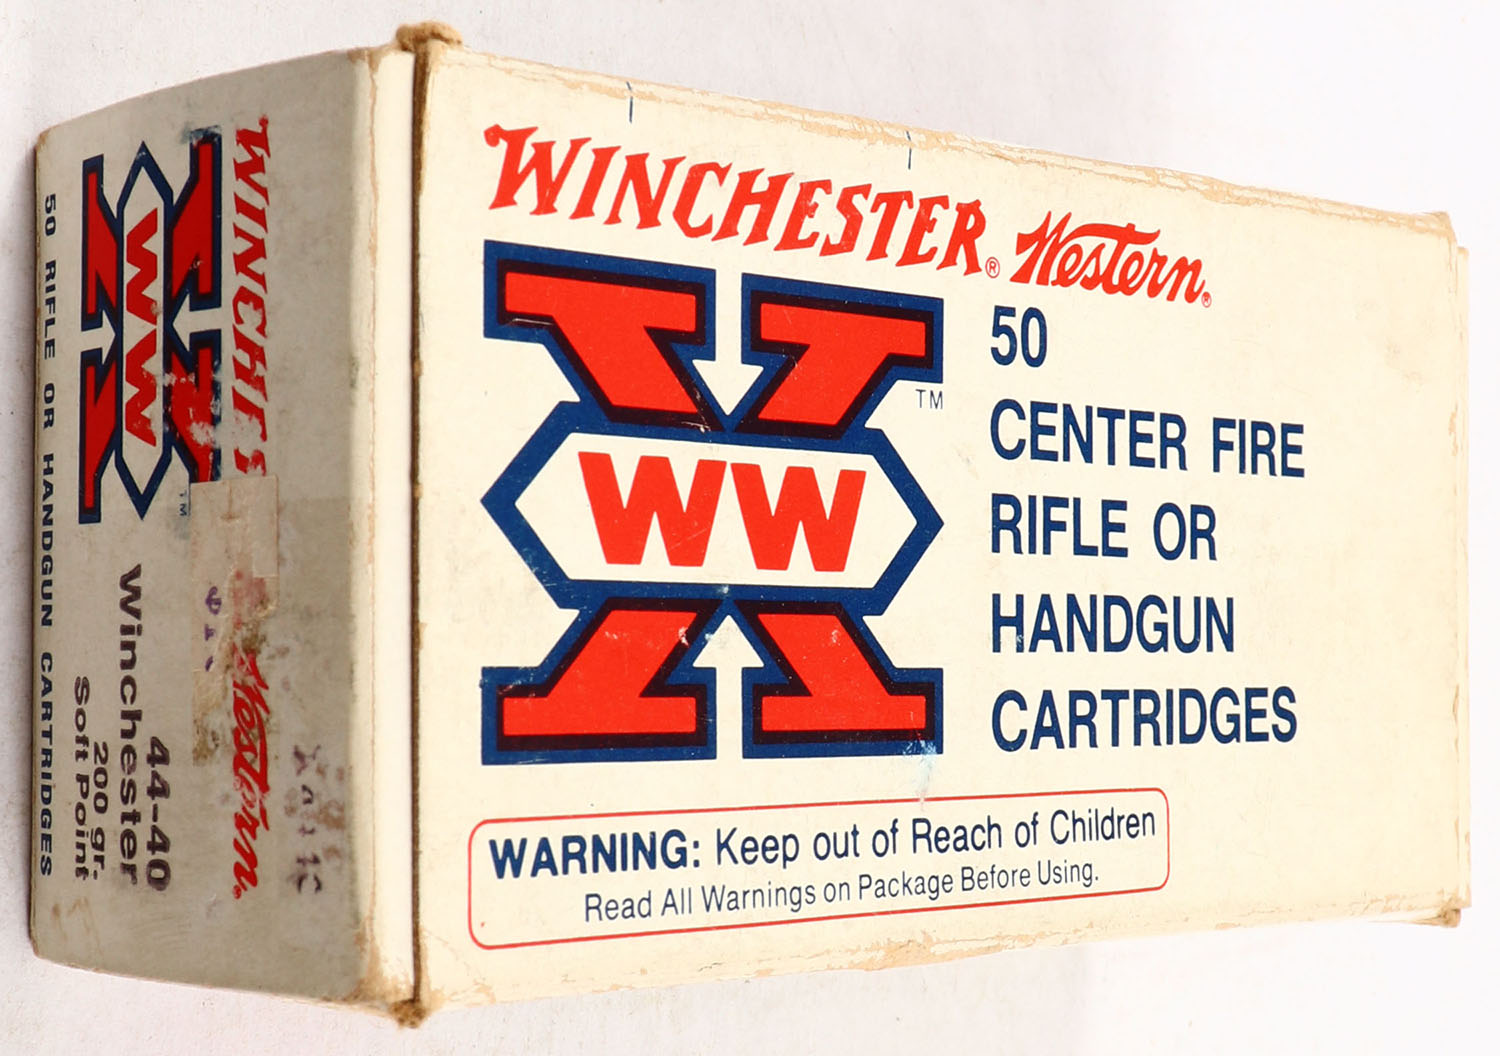 WINCHESTER® Western®
WW
TM
50
CENTER FIRE
RIFLE OR
HANDGUN
CARTRIDGES
WARNING: Keep out of Reach of Children
Read All Warnings on Package Before Using.
Western®
WW
TM
44-40
Winchester
200 gr.
Soft Point
50 RIFLE OR HANDGUN CARTRIDGES